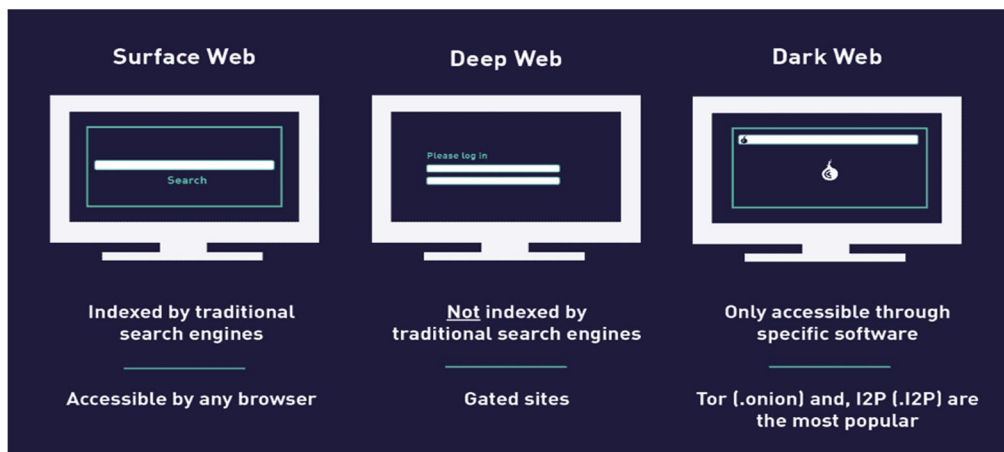 Surface Web
Search
Indexed by traditional
search engines
Accessible by any browser
Deep Web
Please log in
Not indexed by
traditional search engines
Gated sites
Dark Web
Only accessible through
specific software
Tor (.onion) and, I2P (.I2P) are
the most popular